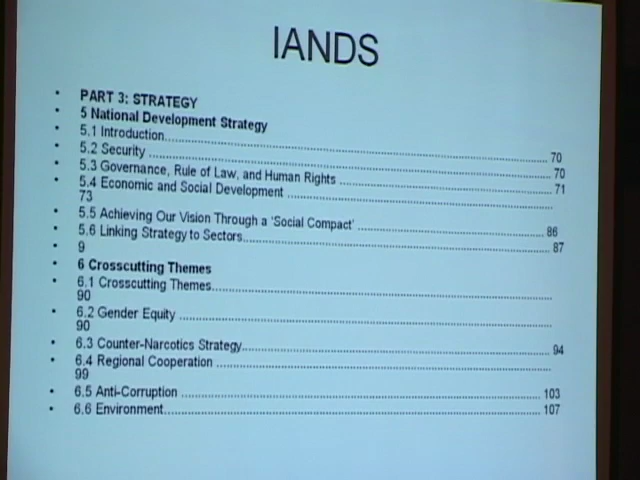 IANDS
• PART 3: STRATEGY
• 5 National Development Strategy
• 5.1 Introduction........ 70
• 5.2 Security ........ 70
• 5.3 Governance, Rule of Law, and Human Rights ........ 71
• 5.4 Economic and Social Development ........
73
• 5.5 Achieving Our Vision Through a 'Social Compact' ........ 86
• 5.6 Linking Strategy to Sectors........ 87
• 9
• 6 Crosscutting Themes
• 6.1 Crosscutting Themes........
90
• 6.2 Gender Equity ........
90
• 6.3 Counter-Narcotics Strategy........ 94
• 6.4 Regional Cooperation ........
99
• 6.5 Anti-Corruption ........ 103
• 6.6 Environment........ 107